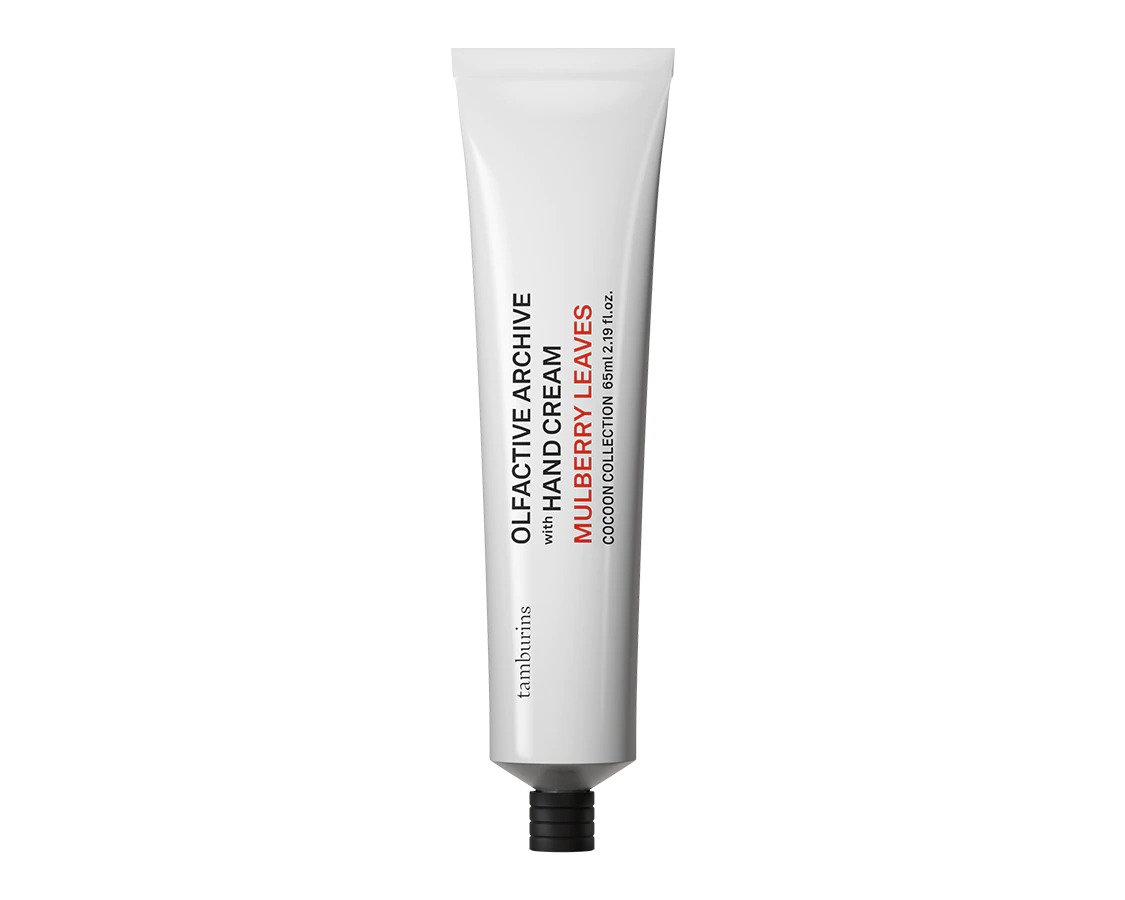 OLFACTIVE ARCHIVE
with HAND CREAM
MULBERRY LEAVES
COCOON COLLECTION 65ml 2.19 fl.oz.
tamburins